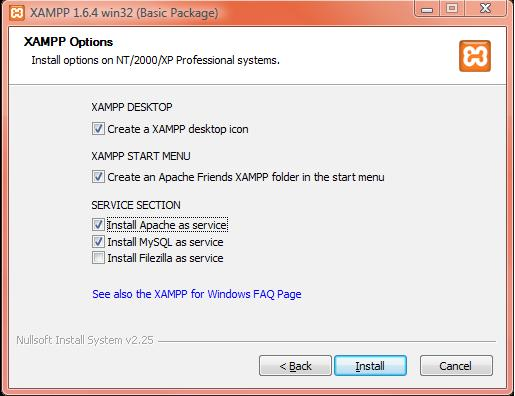 XAMPP 1.6.4 win32 (Basic Package)
XAMPP Options
Install options on NT/2000/XP Professional systems.
XAMPP DESKTOP
Create a XAMPP desktop icon
XAMPP START MENU
Create an Apache Friends XAMPP folder in the start menu
SERVICE SECTION
Install Apache as service
Install MySQL as service
Install Filezilla as service
See also the XAMPP for Windows FAQ Page
Nullsoft Install System v2.25
< Back Install Cancel